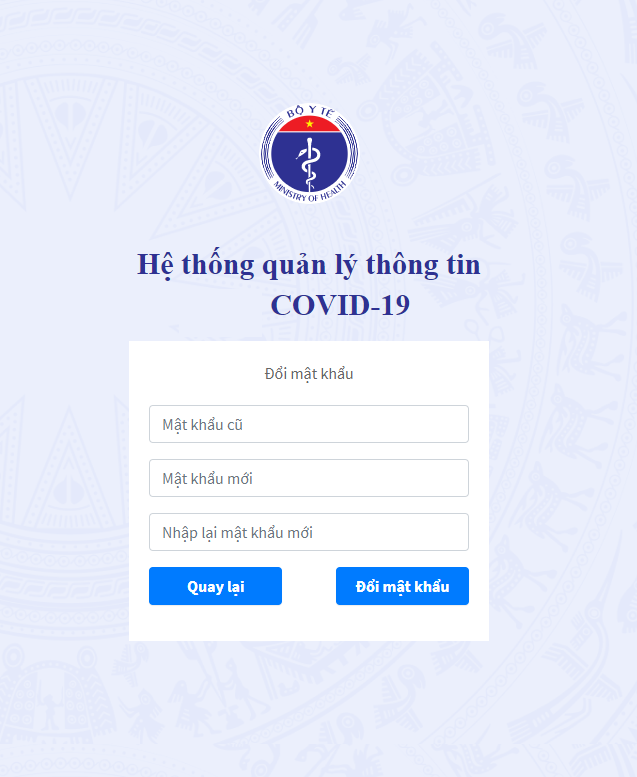 BỘ Y TẾ
MINISTRY OF HEALTH
Hệ thống quản lý thông tin
COVID-19
Đổi mật khẩu
Mật khẩu cũ
Mật khẩu mới
Nhập lại mật khẩu mới
Quay lại
Đổi mật khẩu